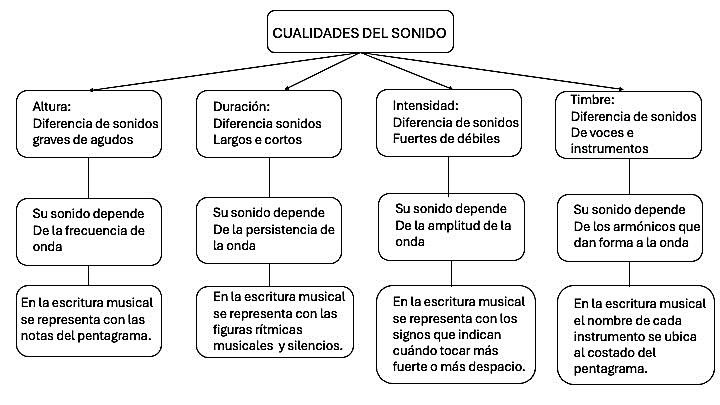 CUALIDADES DEL SONIDO
Altura:
Diferencia de sonidos
graves de agudos
Duración:
Diferencia sonidos
Largos e cortos
Intensidad:
Diferencia de sonidos
Fuertes de débiles
Timbre:
Diferencia de sonidos
De voces e
instrumentos
Su sonido depende
De la frecuencia de
onda
Su sonido depende
De la persistencia de
la onda
Su sonido depende
De la amplitud de la
onda
Su sonido depende
De los armónicos que
dan forma a la onda
En la escritura musical
se representa con las
notas del pentagrama.
En la escritura musical
se representa con las
figuras rítmicas
musicales y silencios.
En la escritura musical
se representa con los
signos que indican
cuándo tocar más
fuerte o más despacio.
En la escritura musical
el nombre de cada
instrumento se ubica
al costado del
pentagrama.